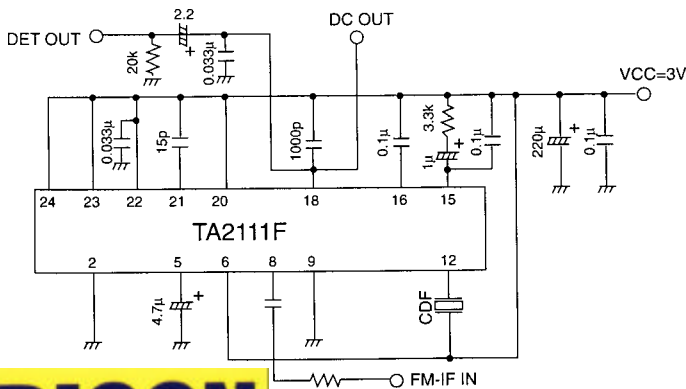 2.2
DET OUT
+
20k
0.033μ
DC OUT
VCC=3V
0.033μ
15p
1000p
0.1μ
3.3k
1μ
+
0.1μ
220μ
+
0.1μ
24 23 22 21 20 18 16 15
TA2111F
2 5 6 8 9 12
4.7μ
+
CDF
FM-IF IN